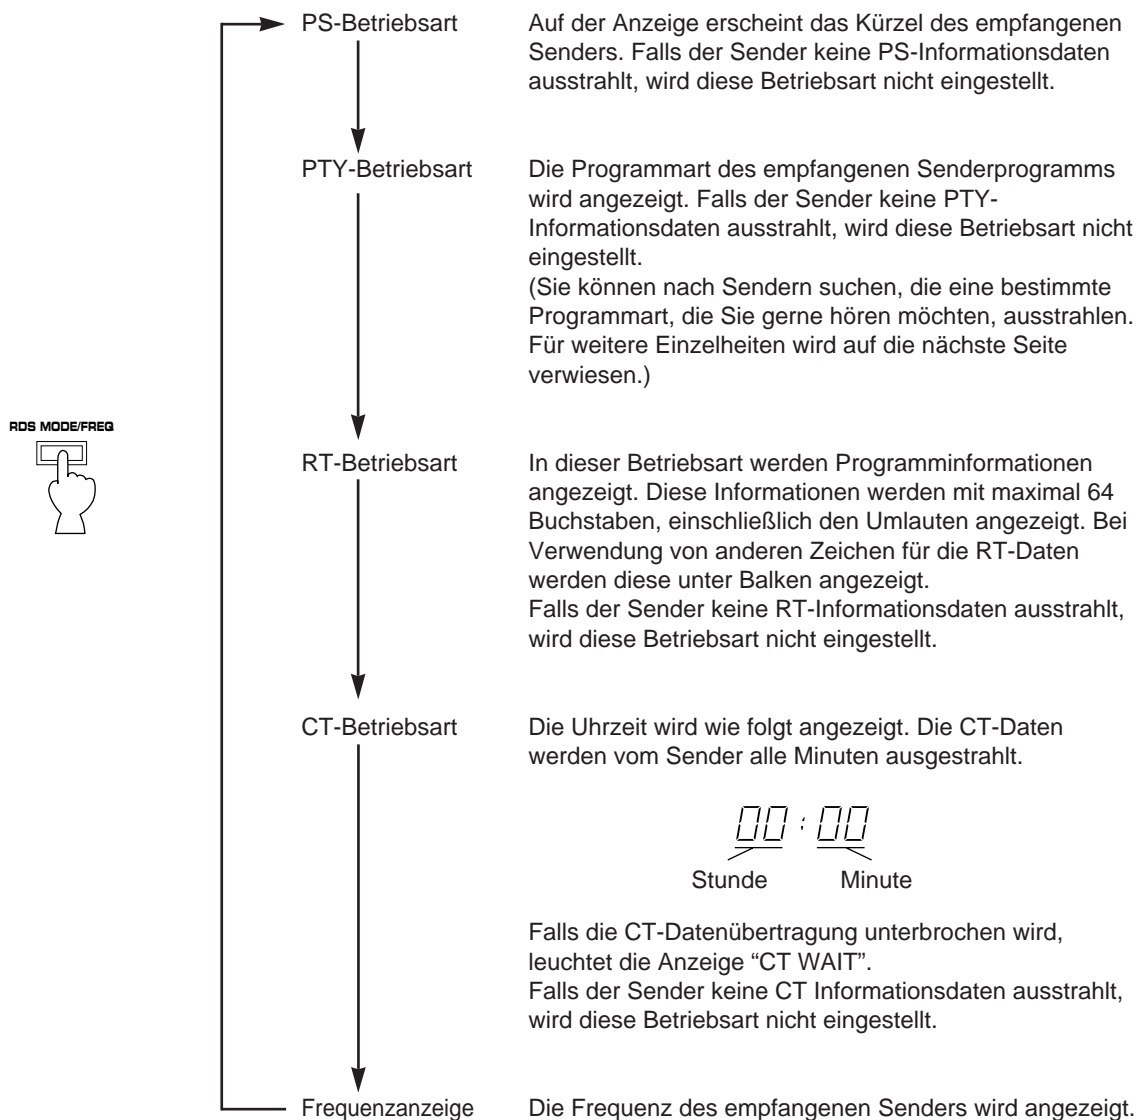 PS-Betriebsart
Auf der Anzeige erscheint das Kürzel des empfangenen
Senders. Falls der Sender keine PS-Informationsdaten
ausstrahlt, wird diese Betriebsart nicht eingestellt.
PTY-Betriebsart
Die Programmart des empfangenen Senderprogramms
wird angezeigt. Falls der Sender keine PTY-
Informationsdaten ausstrahlt, wird diese Betriebsart nicht
eingestellt.
(Sie können nach Sendern suchen, die eine bestimmte
Programmart, die Sie gerne hören möchten, ausstrahlen.
Für weitere Einzelheiten wird auf die nächste Seite
verwiesen.)
RDS MODE/FREQ
RT-Betriebsart
In dieser Betriebsart werden Programminformationen
angezeigt. Diese Informationen werden mit maximal 64
Buchstaben, einschließlich den Umlauten angezeigt. Bei
Verwendung von anderen Zeichen für die RT-Daten
werden diese unter Balken angezeigt.
Falls der Sender keine RT-Informationsdaten ausstrahlt,
wird diese Betriebsart nicht eingestellt.
CT-Betriebsart
Die Uhrzeit wird wie folgt angezeigt. Die CT-Daten
werden vom Sender alle Minuten ausgestrahlt.
00:00
Stunde Minute
Falls die CT-Datenübertragung unterbrochen wird,
leuchtet die Anzeige “CT WAIT”.
Falls der Sender keine CT Informationsdaten ausstrahlt,
wird diese Betriebsart nicht eingestellt.
Frequenzanzeige
Die Frequenz des empfangenen Senders wird angezeigt.